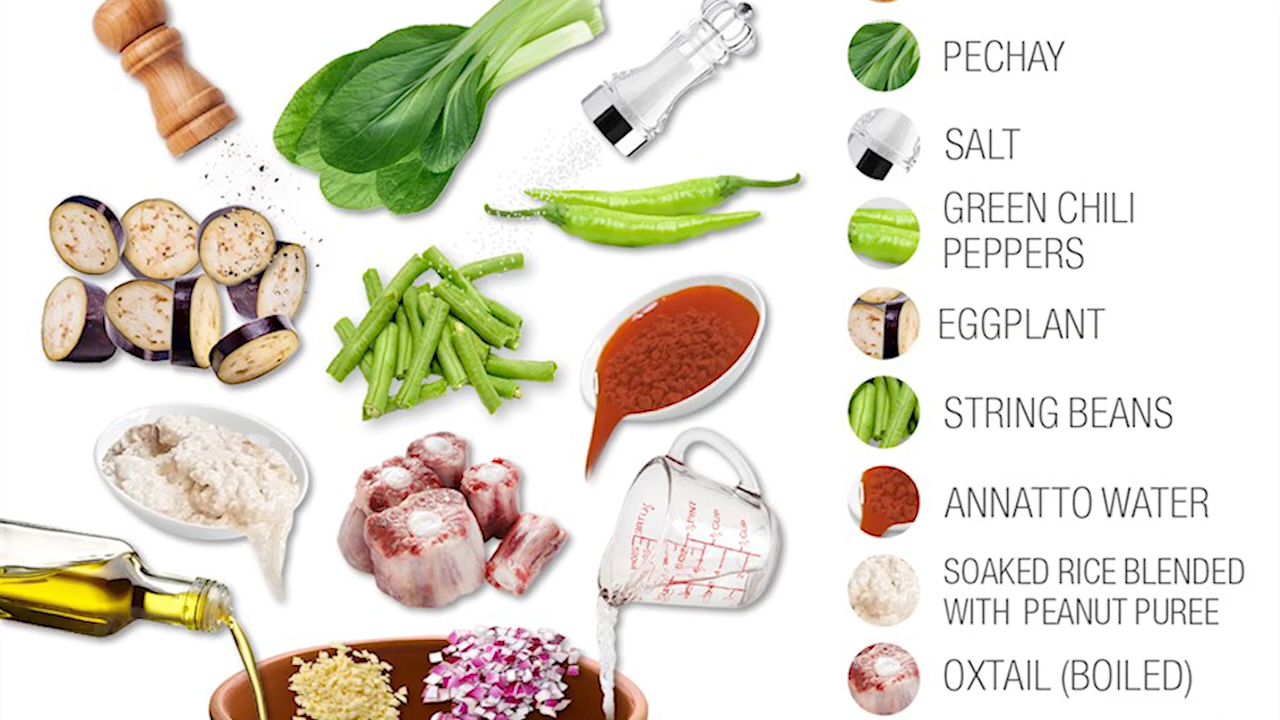 PECHAY
SALT
GREEN CHILI
PEPPERS
EGGPLANT
STRING BEANS
ANNATTO WATER
SOAKED RICE BLENDED
WITH PEANUT PUREE
OXTAIL (BOILED)